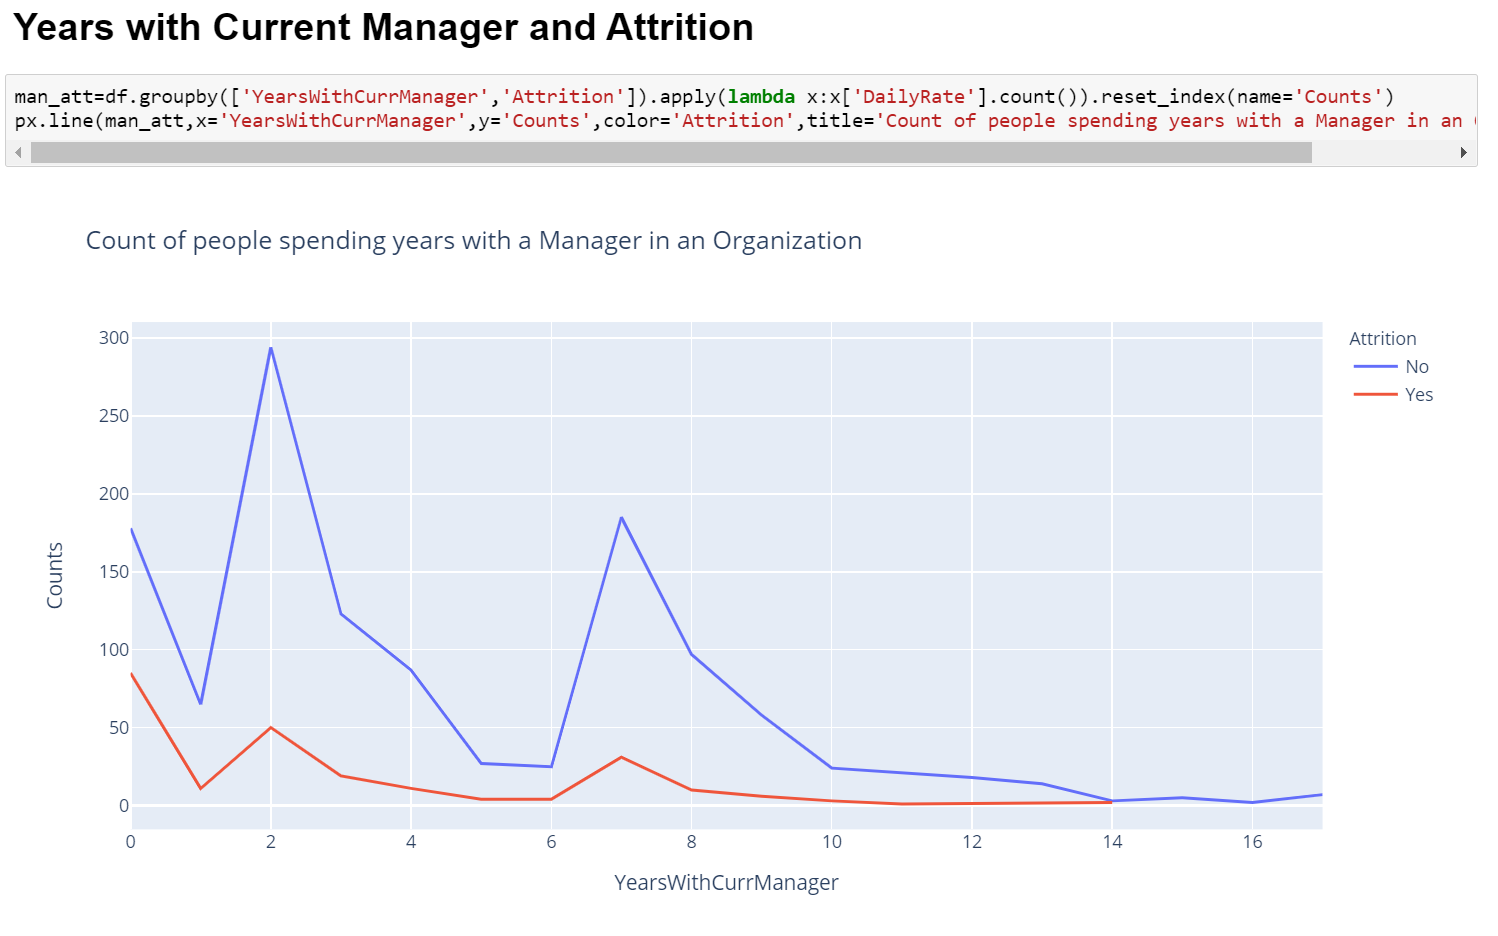 Years with Current Manager and Attrition
man_att=df.groupby(['YearsWithCurrManager','Attrition']).apply(lambda x:x['DailyRate'].count()).reset_index(name='Counts')
px.line(man_att,x='YearsWithCurrManager',y='Counts',color='Attrition',title='Count of people spending years with a Manager in an
Count of people spending years with a Manager in an Organization
Attrition
No
Yes
300
250
200
150
100
50
0
Counts
0 2 4 6 8 10 12 14 16
YearsWithCurrManager